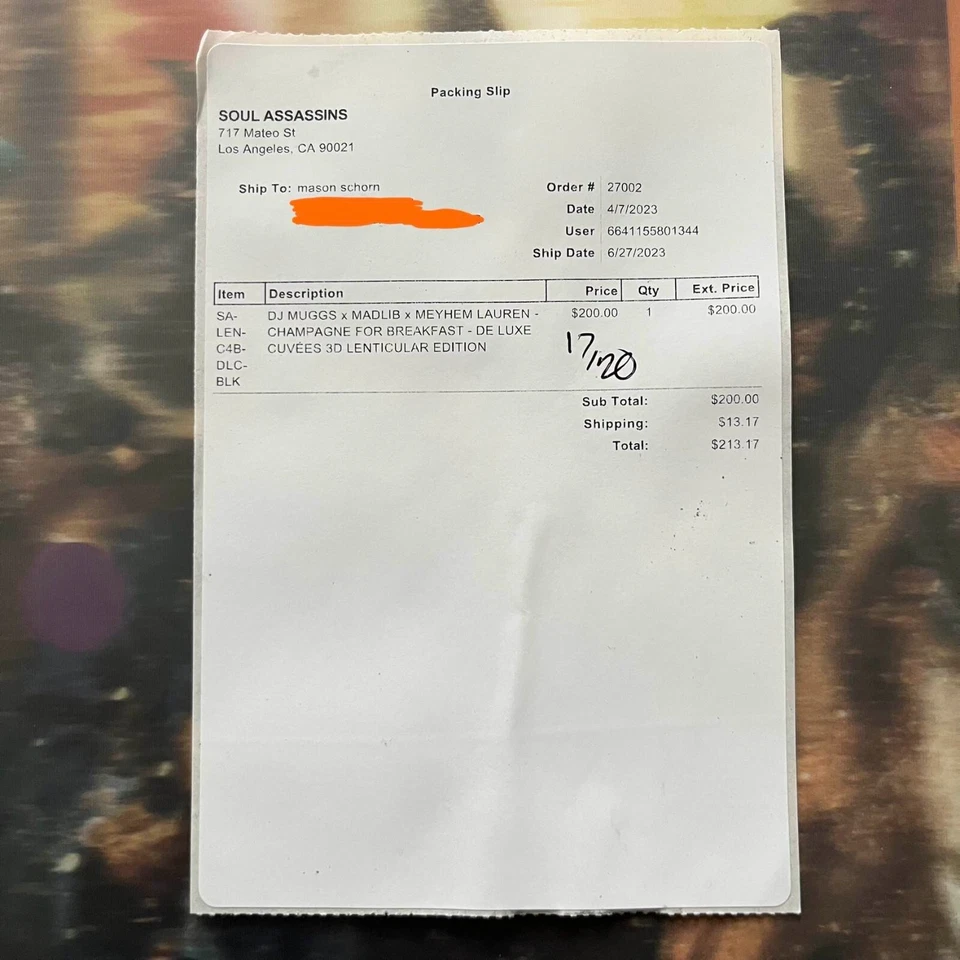 Packing Slip
SOUL ASSASSINS
717 Mateo St
Los Angeles, CA 90021
Ship To: mason schorn
Order # 27002
Date 4/7/2023
User 6641155801344
Ship Date 6/27/2023
Item Description Price Qty Ext. Price
SA- DJ MUGGS x MADLIB x MEYHEM LAUREN - $200.00 1 $200.00
LEN- CHAMPAGNE FOR BREAKFAST - DE LUXE
C4B- CUVÉES 3D LENTICULAR EDITION
DLC-
BLK
17/120
Sub Total: $200.00
Shipping: $13.17
Total: $213.17